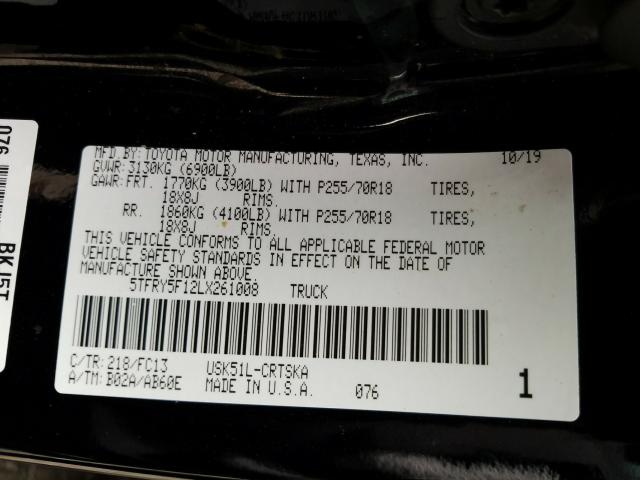 MFD BY: TOYOTA MOTOR MANUFACTURING, TEXAS, INC. 10/19
GVWR: 3130KG (6900LB)
GAWR: FRT. 1770KG (3900LB) WITH P255/70R18 TIRES,
18X8J RIMS.
RR. 1860KG (4100LB) WITH P255/70R18 TIRES,
18X8J RIMS.
THIS VEHICLE CONFORMS TO ALL APPLICABLE FEDERAL MOTOR
VEHICLE SAFETY STANDARDS IN EFFECT ON THE DATE OF
MANUFACTURE SHOWN ABOVE.
5TFRY5F12LX261008 TRUCK
C/TR: 218/FC13 USK51L-CRTSKA
A/TM: B02A/AB60E MADE IN U.S.A. 076 1
076
BKJ5T